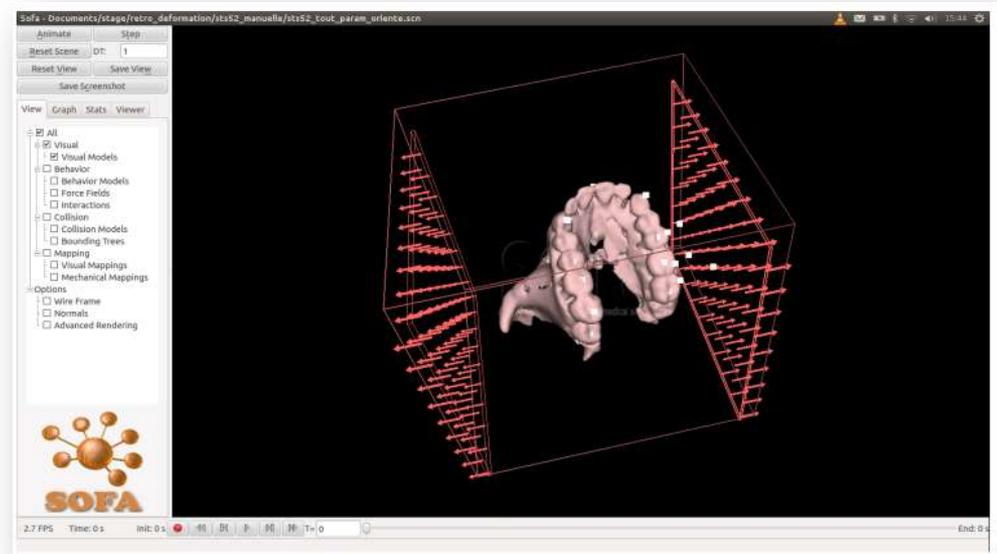 Sofa - Documents/stage/retro_deformation/sts52_manuelle/sts52_tout_param_oriente.scn
15:44
Animate Step
Reset Scene DT: 1
Reset View Save View
Save Screenshot
View Graph Stats Viewer
All
Visual
Visual Models
Behavior
Behavior Models
Force Fields
Interactions
Collision
Collision Models
Bounding Trees
Mapping
Visual Mappings
Mechanical Mappings
Options
Wire Frame
Normals
Advanced Rendering
SOFA
2.7 FPS Time: 0 s Init: 0 s T= 0 End: 0 s